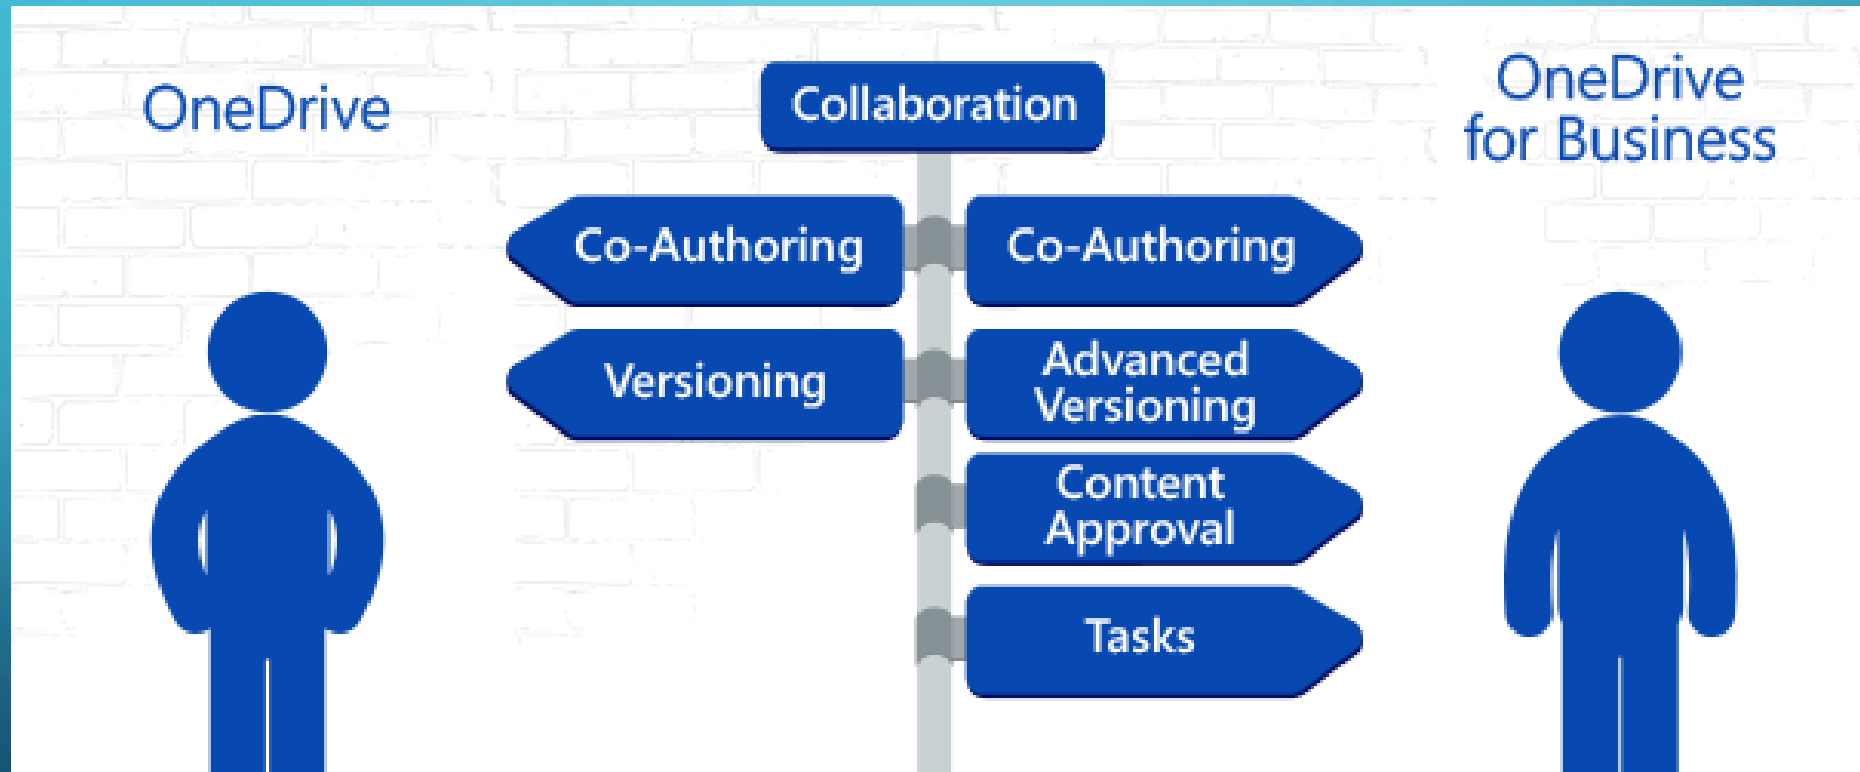 OneDrive
Collaboration
OneDrive
for Business
Co-Authoring
Co-Authoring
Versioning
Advanced
Versioning
Content
Approval
Tasks